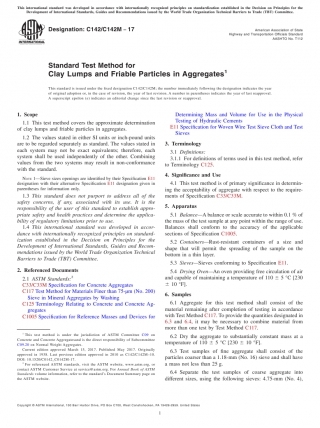 This international standard was developed in accordance with internationally recognized principles on standardization established in the Decision on Principles for the
Development of International Standards, Guides and Recommendations issued by the World Trade Organization Technical Barriers to Trade (TBT) Committee.
Designation: C142/C142M – 17
American Association of State
Highway and Transportation Officials Standard
AASHTO No. T112
Standard Test Method for
Clay Lumps and Friable Particles in Aggregates¹
This standard is issued under the fixed designation C142/C142M; the number immediately following the designation indicates the year
of original adoption or, in the case of revision, the year of last revision. A number in parentheses indicates the year of last reapproval.
A superscript epsilon (ε) indicates an editorial change since the last revision or reapproval.
1. Scope
1.1 This test method covers the approximate determination
of clay lumps and friable particles in aggregates.
1.2 The values stated in either SI units or inch-pound units
are to be regarded separately as standard. The values stated in
each system may not be exact equivalents; therefore, each
system shall be used independently of the other. Combining
values from the two systems may result in non-conformance
with the standard.
NOTE 1—Sieve sizes are identified by their Specification E11
designation with their alternative Specification E11 designation given in
parentheses for information only.
1.3 This standard does not purport to address all of the
safety concerns, if any, associated with its use. It is the
responsibility of the user of this standard to establish appro-
priate safety and health practices and determine the applica-
bility of regulatory limitations prior to use.
1.4 This international standard was developed in accor-
dance with internationally recognized principles on standard-
ization established in the Decision on Principles for the
Development of International Standards, Guides and Recom-
mendations issued by the World Trade Organization Technical
Barriers to Trade (TBT) Committee.
2. Referenced Documents
2.1 ASTM Standards:²
C33/C33M Specification for Concrete Aggregates
C117 Test Method for Materials Finer than 75-μm (No. 200)
Sieve in Mineral Aggregates by Washing
C125 Terminology Relating to Concrete and Concrete Ag-
gregates
C1005 Specification for Reference Masses and Devices for
Determining Mass and Volume for Use in the Physical
Testing of Hydraulic Cements
E11 Specification for Woven Wire Test Sieve Cloth and Test
Sieves
3. Terminology
3.1 Definitions:
3.1.1 For definitions of terms used in this test method, refer
to Terminology C125.
4. Significance and Use
4.1 This test method is of primary significance in determin-
ing the acceptability of aggregate with respect to the require-
ments of Specification C33/C33M.
5. Apparatus
5.1 Balance—A balance or scale accurate to within 0.1 % of
the mass of the test sample at any point within the range of use.
Balances shall conform to the accuracy of the applicable
sections of Specification C1005.
5.2 Containers—Rust-resistant containers of a size and
shape that will permit the spreading of the sample on the
bottom in a thin layer.
5.3 Sieves—Sieves conforming to Specification E11.
5.4 Drying Oven—An oven providing free circulation of air
and capable of maintaining a temperature of 110 ± 5 °C [230
± 10 °F].
6. Samples
6.1 Aggregate for this test method shall consist of the
material remaining after completion of testing in accordance
with Test Method C117. To provide the quantities designated in
6.3 and 6.4, it may be necessary to combine material from
more than one test by Test Method C117.
6.2 Dry the aggregate to substantially constant mass at a
temperature of 110 ± 5 °C [230 ± 10 °F].
6.3 Test samples of fine aggregate shall consist of the
particles coarser than a 1.18-mm (No. 16) sieve and shall have
a mass not less than 25 g.
6.4 Separate the test samples of coarse aggregate into
different sizes, using the following sieves: 4.75-mm (No. 4),
¹ This test method is under the jurisdiction of ASTM Committee C09 on
Concrete and Concrete Aggregates and is the direct responsibility of Subcommittee
C09.20 on Normal Weight Aggregates.
Current edition approved March 15, 2017. Published May 2017. Originally
approved in 1938. Last previous edition approved in 2010 as C142/C142M–10.
DOI: 10.1520/C0142_C0142M-17.
² For referenced ASTM standards, visit the ASTM website, www.astm.org, or
contact ASTM Customer Service at service@astm.org. For Annual Book of ASTM
Standards volume information, refer to the standard's Document Summary page on
the ASTM website.
Copyright © ASTM International, 100 Barr Harbor Drive, PO Box C700, West Conshohocken, PA 19428-2959. United States
1